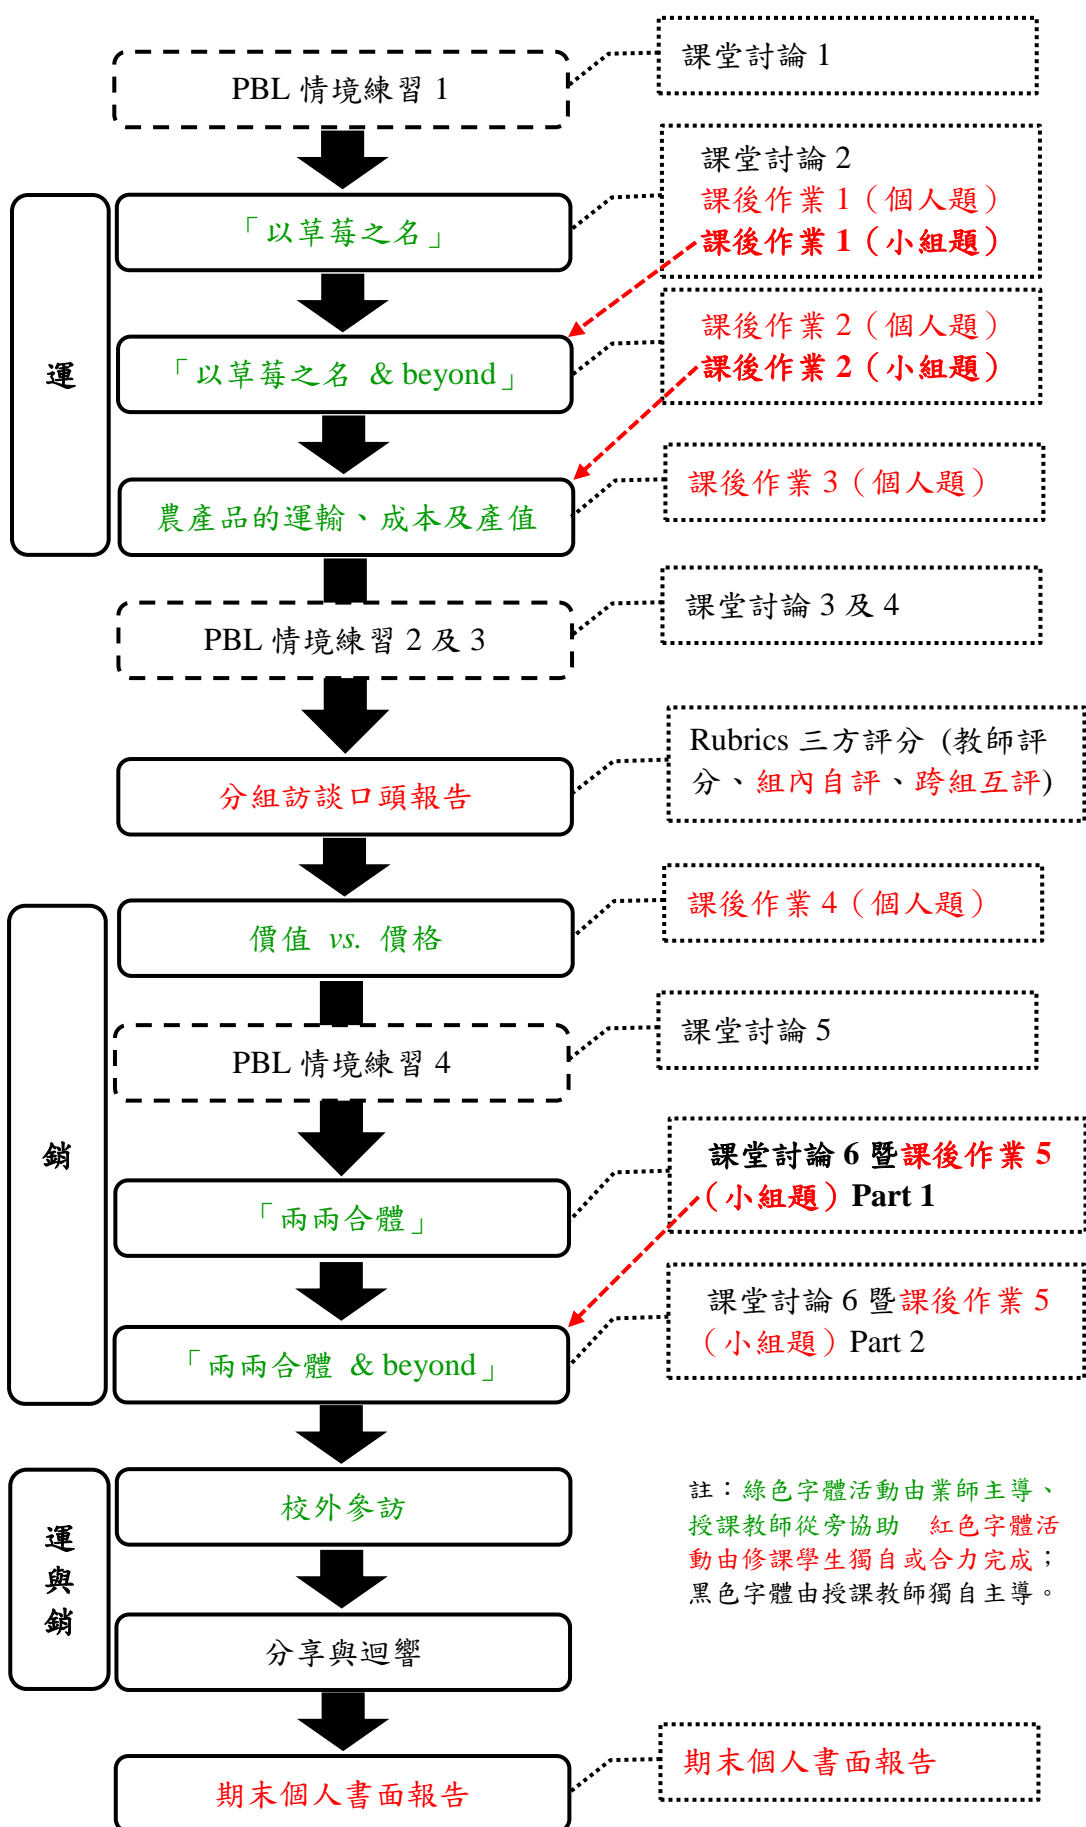 PBL 情境練習 1
課堂討論 1
運
「以草莓之名」
課堂討論 2
課後作業 1（個人題）
課後作業 1（小組題）
「以草莓之名 & beyond」
課後作業 2（個人題）
課後作業 2（小組題）
農產品的運輸、成本及產值
課後作業 3（個人題）
PBL 情境練習 2 及 3
課堂討論 3 及 4
分組訪談口頭報告
Rubrics 三方評分 (教師評
分、組內自評、跨組互評)
銷
價值 vs. 價格
課後作業 4（個人題）
PBL 情境練習 4
課堂討論 5
「兩兩合體」
課堂討論 6 暨課後作業 5
（小組題）Part 1
「兩兩合體 & beyond」
課堂討論 6 暨課後作業 5
（小組題）Part 2
運
與
銷
校外參訪
註：綠色字體活動由業師主導、
授課教師從旁協助　紅色字體活
動由修課學生獨自或合力完成；
黑色字體由授課教師獨自主導。
分享與迴響
期末個人書面報告
期末個人書面報告